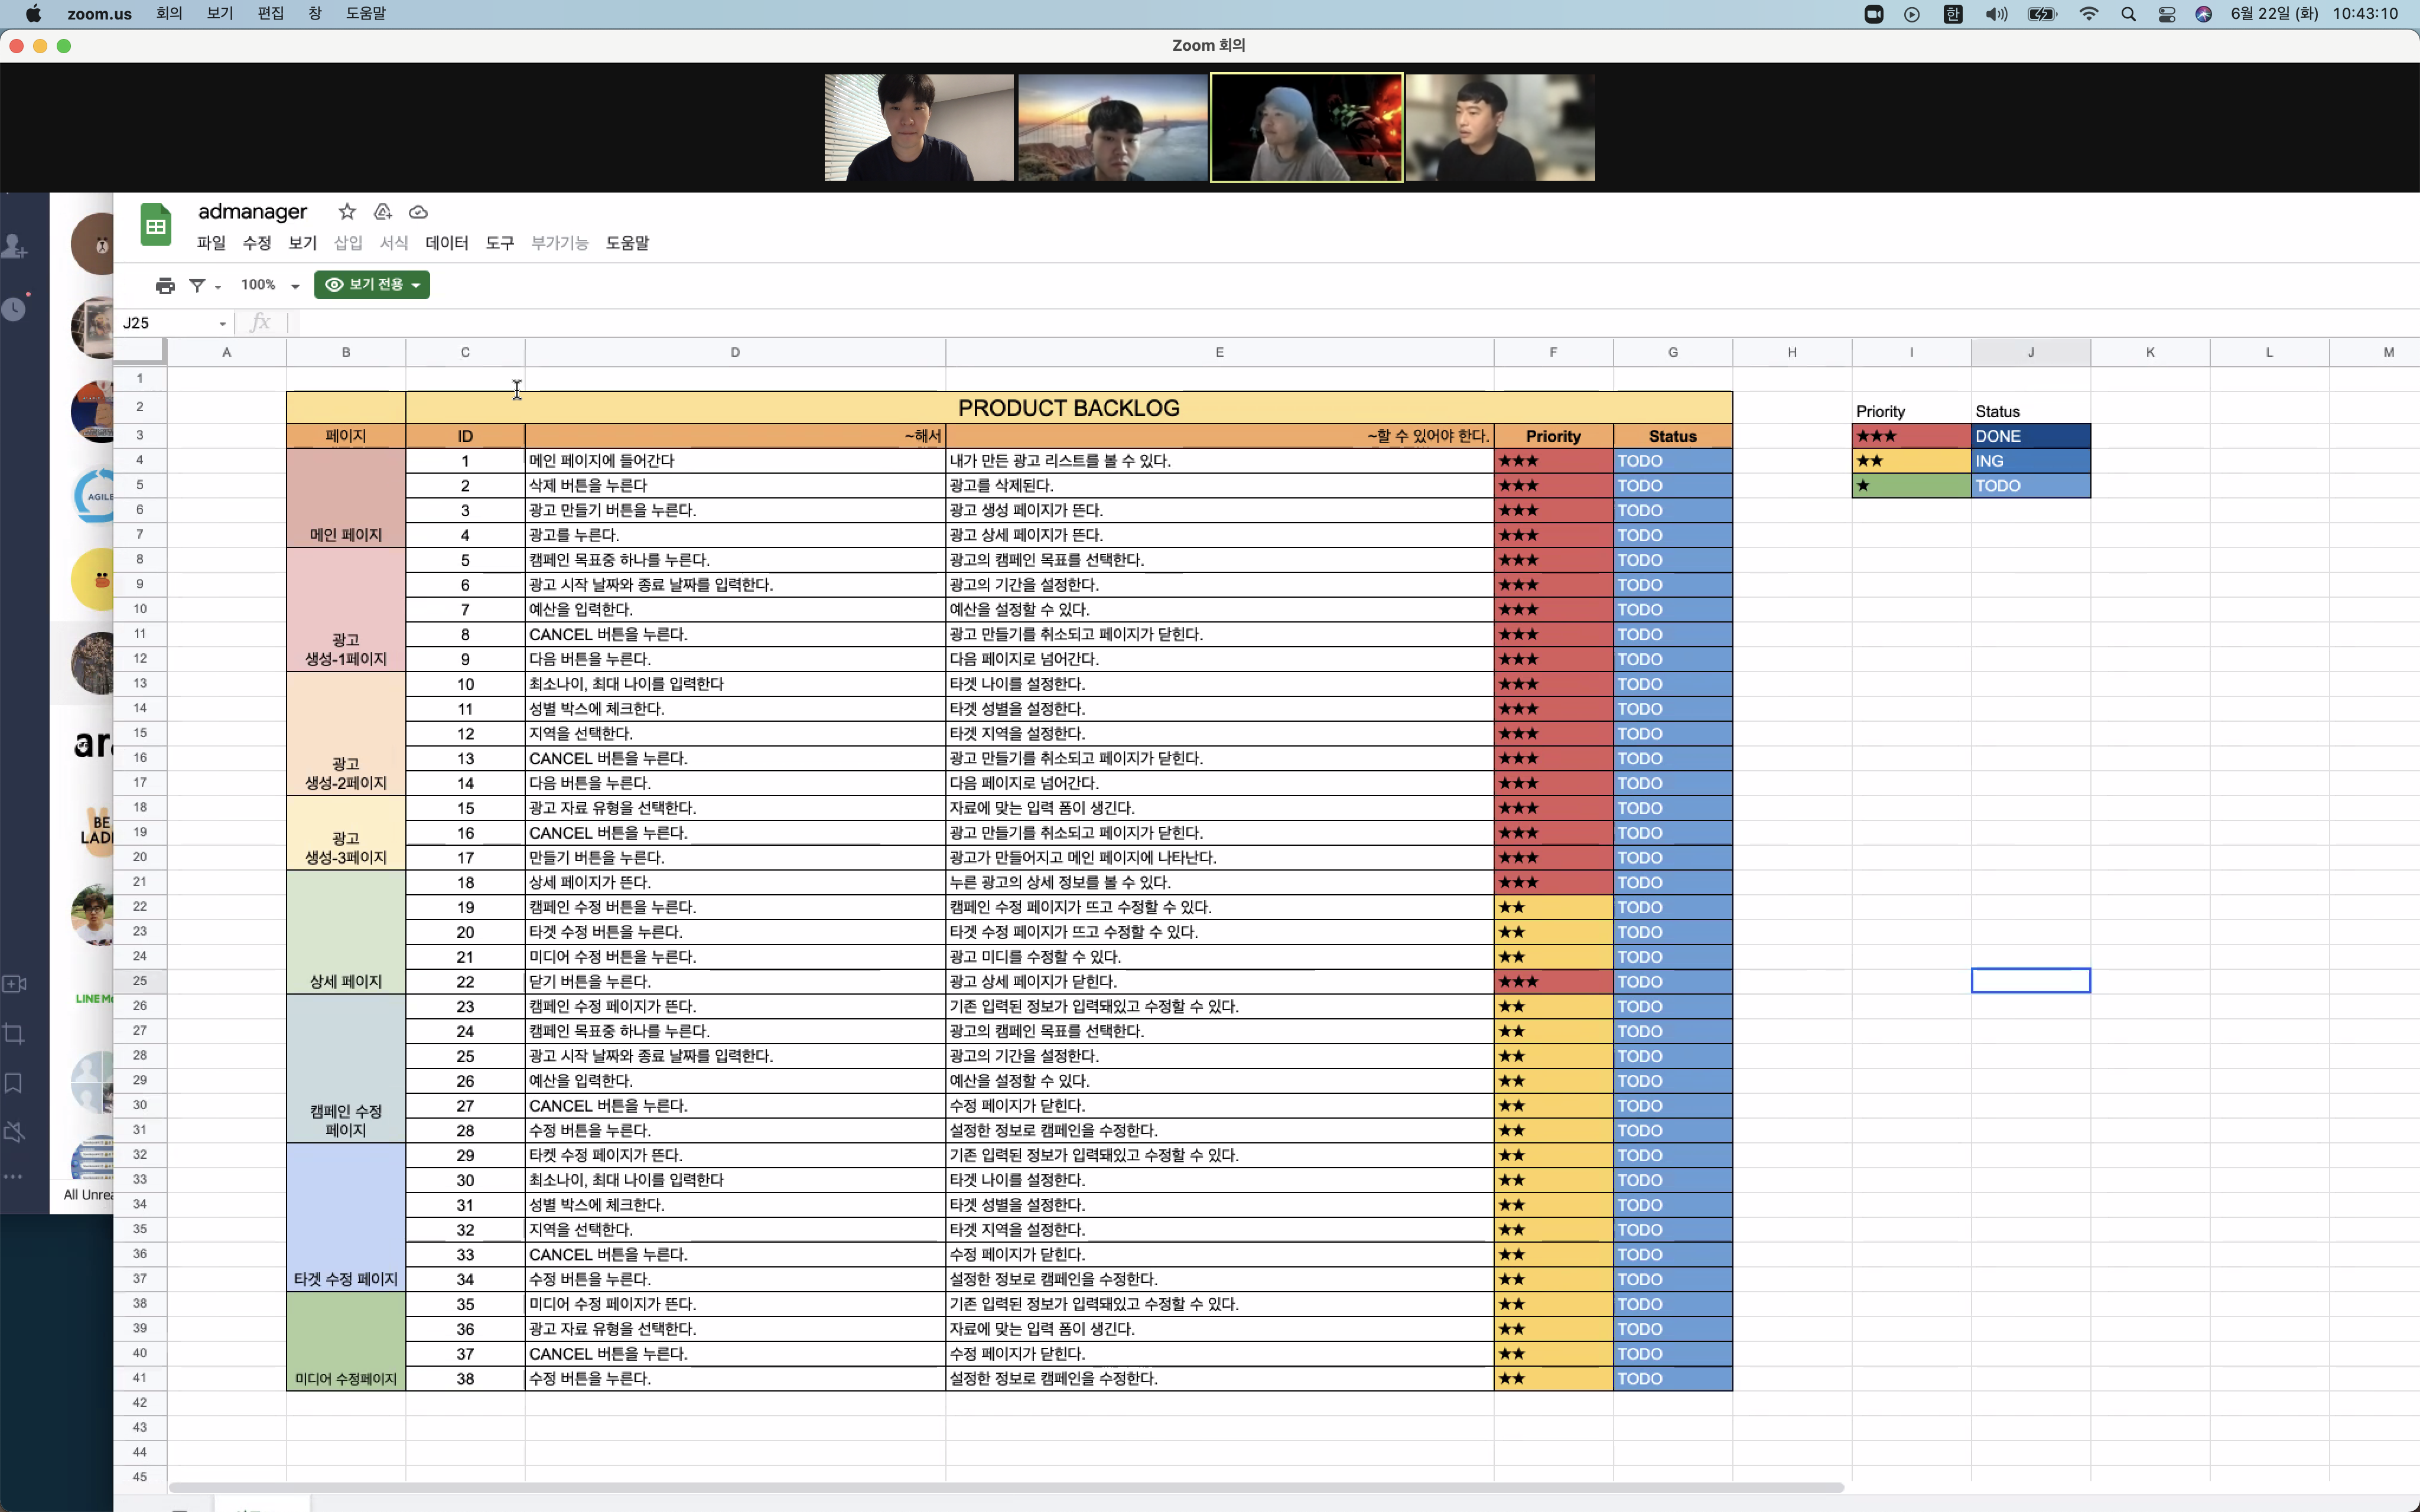 zoom.us 회의 보기 편집 창 도움말 한 6월 22일 (화) 10:43:10
Zoom 회의
admanager
파일 수정 보기 삽입 서식 데이터 도구 부가기능 도움말
100% 보기 전용
J25 fx
A B C D E F G H I J K L M
1
2 PRODUCT BACKLOG Priority Status
3 페이지 ID ~해서 ~할 수 있어야 한다. Priority Status ★★★ DONE
4 1 메인 페이지에 들어간다 내가 만든 광고 리스트를 볼 수 있다. ★★★ TODO ★★ ING
5 2 삭제 버튼을 누른다 광고를 삭제된다. ★★★ TODO ★ TODO
6 3 광고 만들기 버튼을 누른다. 광고 생성 페이지가 뜬다. ★★★ TODO
7 메인 페이지 4 광고를 누른다. 광고 상세 페이지가 뜬다. ★★★ TODO
8 5 캠페인 목표중 하나를 누른다. 광고의 캠페인 목표를 선택한다. ★★★ TODO
9 6 광고 시작 날짜와 종료 날짜를 입력한다. 광고의 기간을 설정한다. ★★★ TODO
10 7 예산을 입력한다. 예산을 설정할 수 있다. ★★★ TODO
11 광고 8 CANCEL 버튼을 누른다. 광고 만들기를 취소되고 페이지가 닫힌다. ★★★ TODO
12 생성-1페이지 9 다음 버튼을 누른다. 다음 페이지로 넘어간다. ★★★ TODO
13 10 최소나이, 최대 나이를 입력한다 타겟 나이를 설정한다. ★★★ TODO
14 11 성별 박스에 체크한다. 타겟 성별을 설정한다. ★★★ TODO
15 12 지역을 선택한다. 타겟 지역을 설정한다. ★★★ TODO
16 광고 13 CANCEL 버튼을 누른다. 광고 만들기를 취소되고 페이지가 닫힌다. ★★★ TODO
17 생성-2페이지 14 다음 버튼을 누른다. 다음 페이지로 넘어간다. ★★★ TODO
18 15 광고 자료 유형을 선택한다. 자료에 맞는 입력 폼이 생긴다. ★★★ TODO
19 광고 16 CANCEL 버튼을 누른다. 광고 만들기를 취소되고 페이지가 닫힌다. ★★★ TODO
20 생성-3페이지 17 만들기 버튼을 누른다. 광고가 만들어지고 메인 페이지에 나타난다. ★★★ TODO
21 18 상세 페이지가 뜬다. 누른 광고의 상세 정보를 볼 수 있다. ★★★ TODO
22 19 캠페인 수정 버튼을 누른다. 캠페인 수정 페이지가 뜨고 수정할 수 있다. ★★ TODO
23 20 타겟 수정 버튼을 누른다. 타겟 수정 페이지가 뜨고 수정할 수 있다. ★★ TODO
24 21 미디어 수정 버튼을 누른다. 광고 미디를 수정할 수 있다. ★★ TODO
25 상세 페이지 22 닫기 버튼을 누른다. 광고 상세 페이지가 닫힌다. ★★★ TODO
26 23 캠페인 수정 페이지가 뜬다. 기존 입력된 정보가 입력돼있고 수정할 수 있다. ★★ TODO
27 24 캠페인 목표중 하나를 누른다. 광고의 캠페인 목표를 선택한다. ★★ TODO
28 25 광고 시작 날짜와 종료 날짜를 입력한다. 광고의 기간을 설정한다. ★★ TODO
29 26 예산을 입력한다. 예산을 설정할 수 있다. ★★ TODO
30 캠페인 수정 27 CANCEL 버튼을 누른다. 수정 페이지가 닫힌다. ★★ TODO
31 페이지 28 수정 버튼을 누른다. 설정한 정보로 캠페인을 수정한다. ★★ TODO
32 29 타켓 수정 페이지가 뜬다. 기존 입력된 정보가 입력돼있고 수정할 수 있다. ★★ TODO
33 30 최소나이, 최대 나이를 입력한다 타겟 나이를 설정한다. ★★ TODO
34 31 성별 박스에 체크한다. 타겟 성별을 설정한다. ★★ TODO
35 32 지역을 선택한다. 타겟 지역을 설정한다. ★★ TODO
36 33 CANCEL 버튼을 누른다. 수정 페이지가 닫힌다. ★★ TODO
37 타겟 수정 페이지 34 수정 버튼을 누른다. 설정한 정보로 캠페인을 수정한다. ★★ TODO
38 35 미디어 수정 페이지가 뜬다. 기존 입력된 정보가 입력돼있고 수정할 수 있다. ★★ TODO
39 36 광고 자료 유형을 선택한다. 자료에 맞는 입력 폼이 생긴다. ★★ TODO
40 37 CANCEL 버튼을 누른다. 수정 페이지가 닫힌다. ★★ TODO
41 미디어 수정페이지 38 수정 버튼을 누른다. 설정한 정보로 캠페인을 수정한다. ★★ TODO
42
43
44
45
AGILE
ar
BE
LAD
LINE M
All Unrea